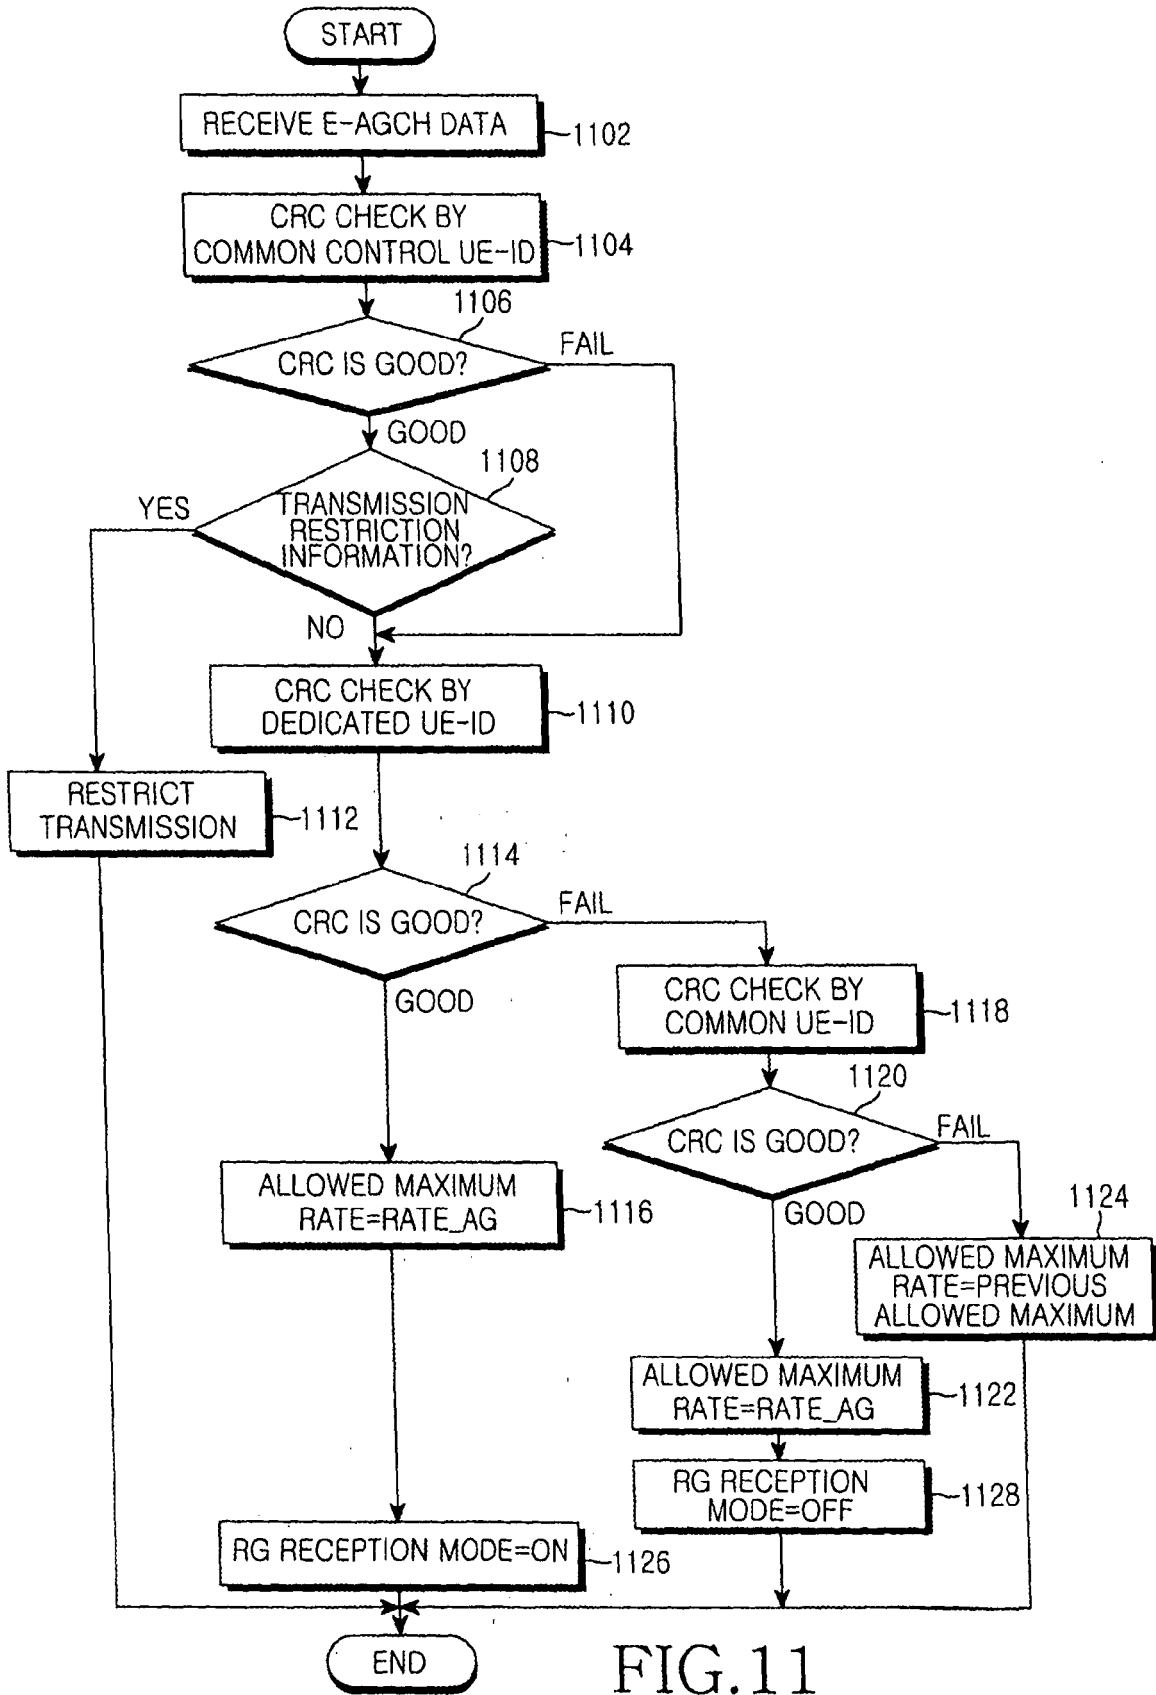 START
RECEIVE E-AGCH DATA
1102
CRC CHECK BY
COMMON CONTROL UE-ID
1104
1106
CRC IS GOOD?
FAIL
GOOD
1108
YES
TRANSMISSION
RESTRICTION
INFORMATION?
NO
CRC CHECK BY
DEDICATED UE-ID
1110
RESTRICT
TRANSMISSION
1112
1114
CRC IS GOOD?
FAIL
GOOD
CRC CHECK BY
COMMON UE-ID
1118
1120
CRC IS GOOD?
FAIL
GOOD
ALLOWED MAXIMUM
RATE=RATE_AG
1116
1124
ALLOWED MAXIMUM
RATE=PREVIOUS
ALLOWED MAXIMUM
ALLOWED MAXIMUM
RATE=RATE_AG
1122
RG RECEPTION
MODE=OFF
1128
RG RECEPTION MODE=ON
1126
END
FIG.11